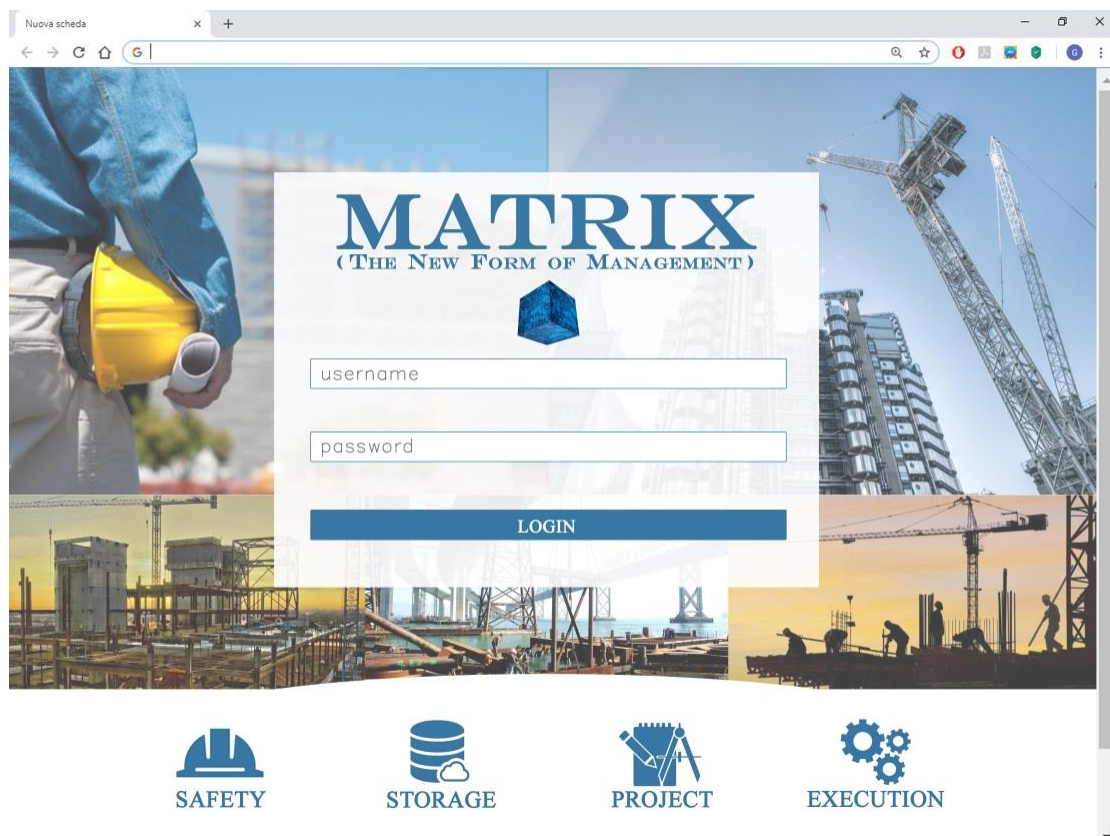 Nuova scheda
MATRIX
(THE NEW FORM OF MANAGEMENT)
username
password
LOGIN
SAFETY
STORAGE
PROJECT
EXECUTION